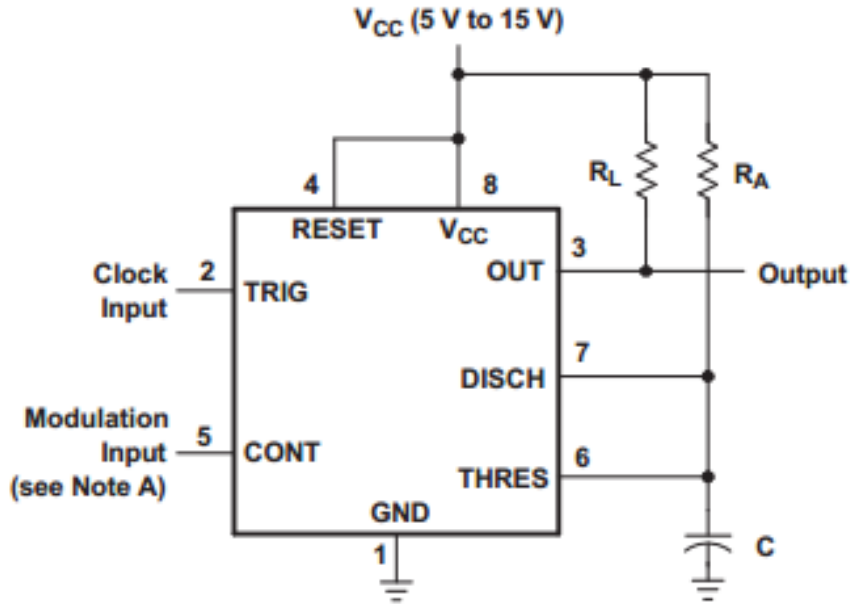 VCC (5 V to 15 V)
RL
RA
4
8
RESET
VCC
3
OUT
Output
Clock
Input
2
TRIG
7
DISCH
Modulation
Input
(see Note A)
5
CONT
6
THRES
GND
1
C